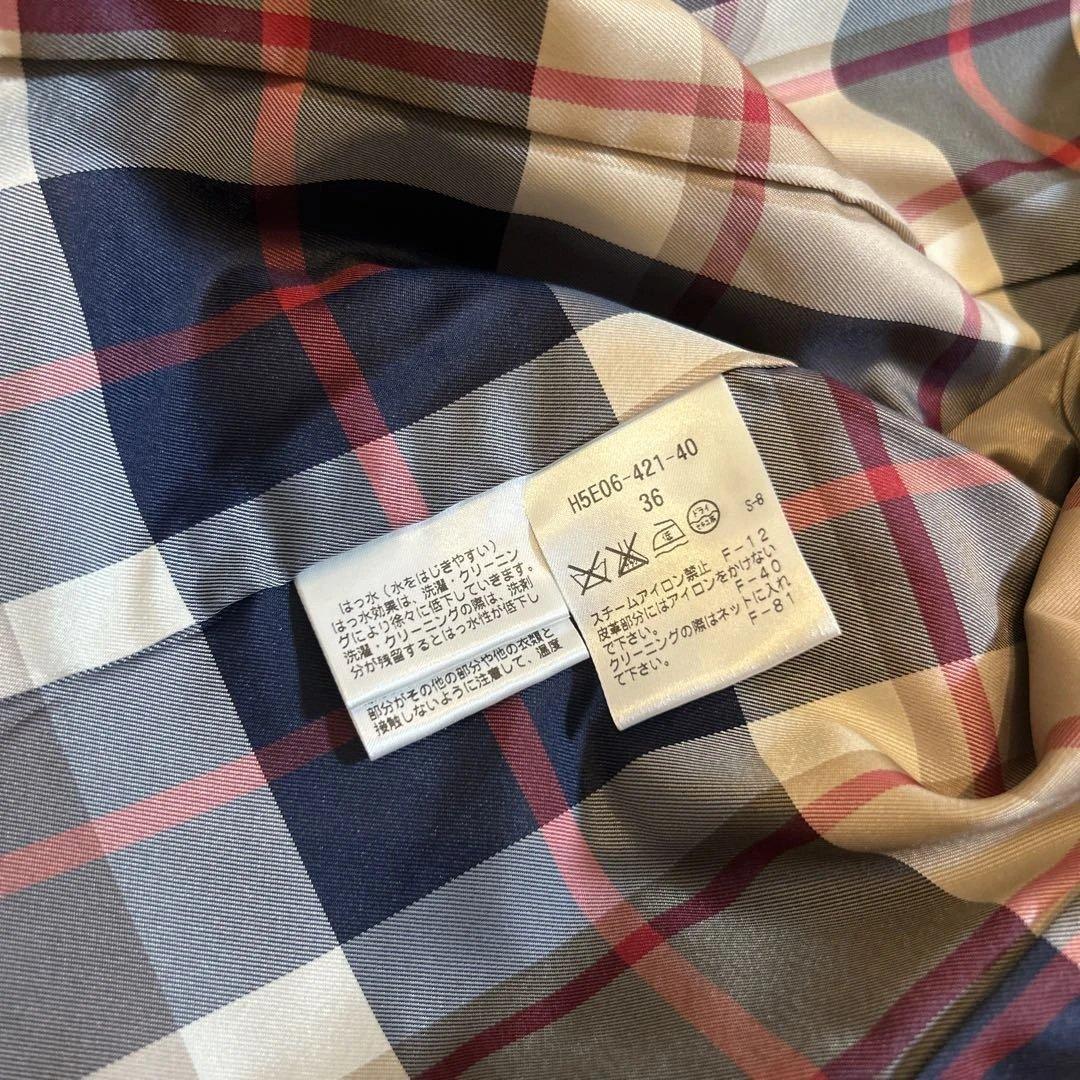 はっ水（水をはじきやすい）
はっ水効果は、洗濯・クリーニン
グにより徐々に低下していきます。
洗濯・クリーニングの際は、洗剤
分が残留するとはっ水性が低下し
部分がその他の部分や他の衣類と
接触しないように注意して、適度
H5E06-421-40
36
ドライ
S-8
F-12
スチームアイロン禁止
皮革部分にはアイロンをかけない
で下さい。 F-40
クリーニングの際はネットに入れ
て下さい。 F-81